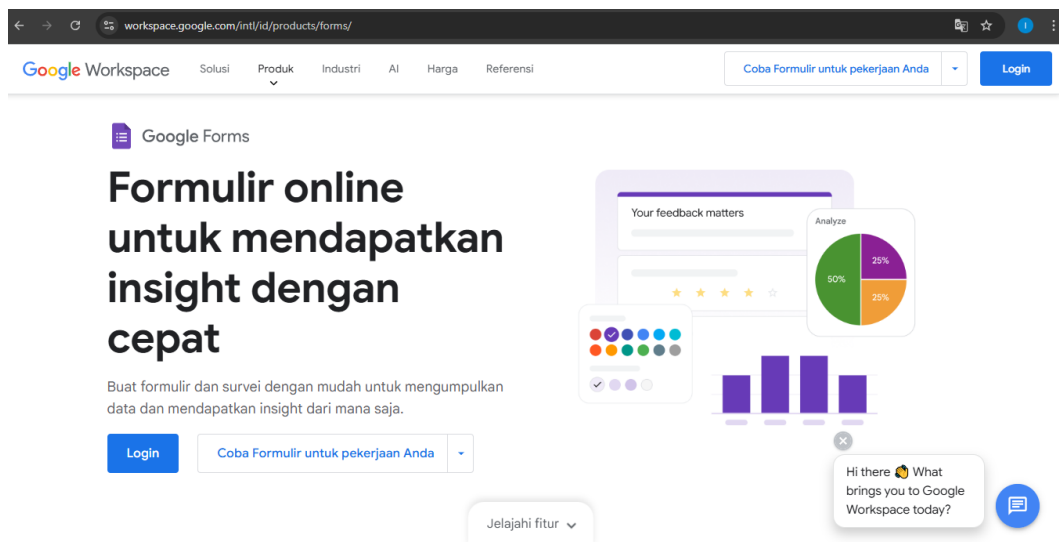 workspace.google.com/intl/id/products/forms/
Google Workspace
Solusi
Produk
Industri
AI
Harga
Referensi
Coba Formulir untuk pekerjaan Anda
Login
Google Forms
Formulir online
untuk mendapatkan
insight dengan
cepat
Buat formulir dan survei dengan mudah untuk mengumpulkan
data dan mendapatkan insight dari mana saja.
Login
Coba Formulir untuk pekerjaan Anda
Your feedback matters
Analyze
50%
25%
25%
Hi there 👋 What
brings you to Google
Workspace today?
Jelajahi fitur